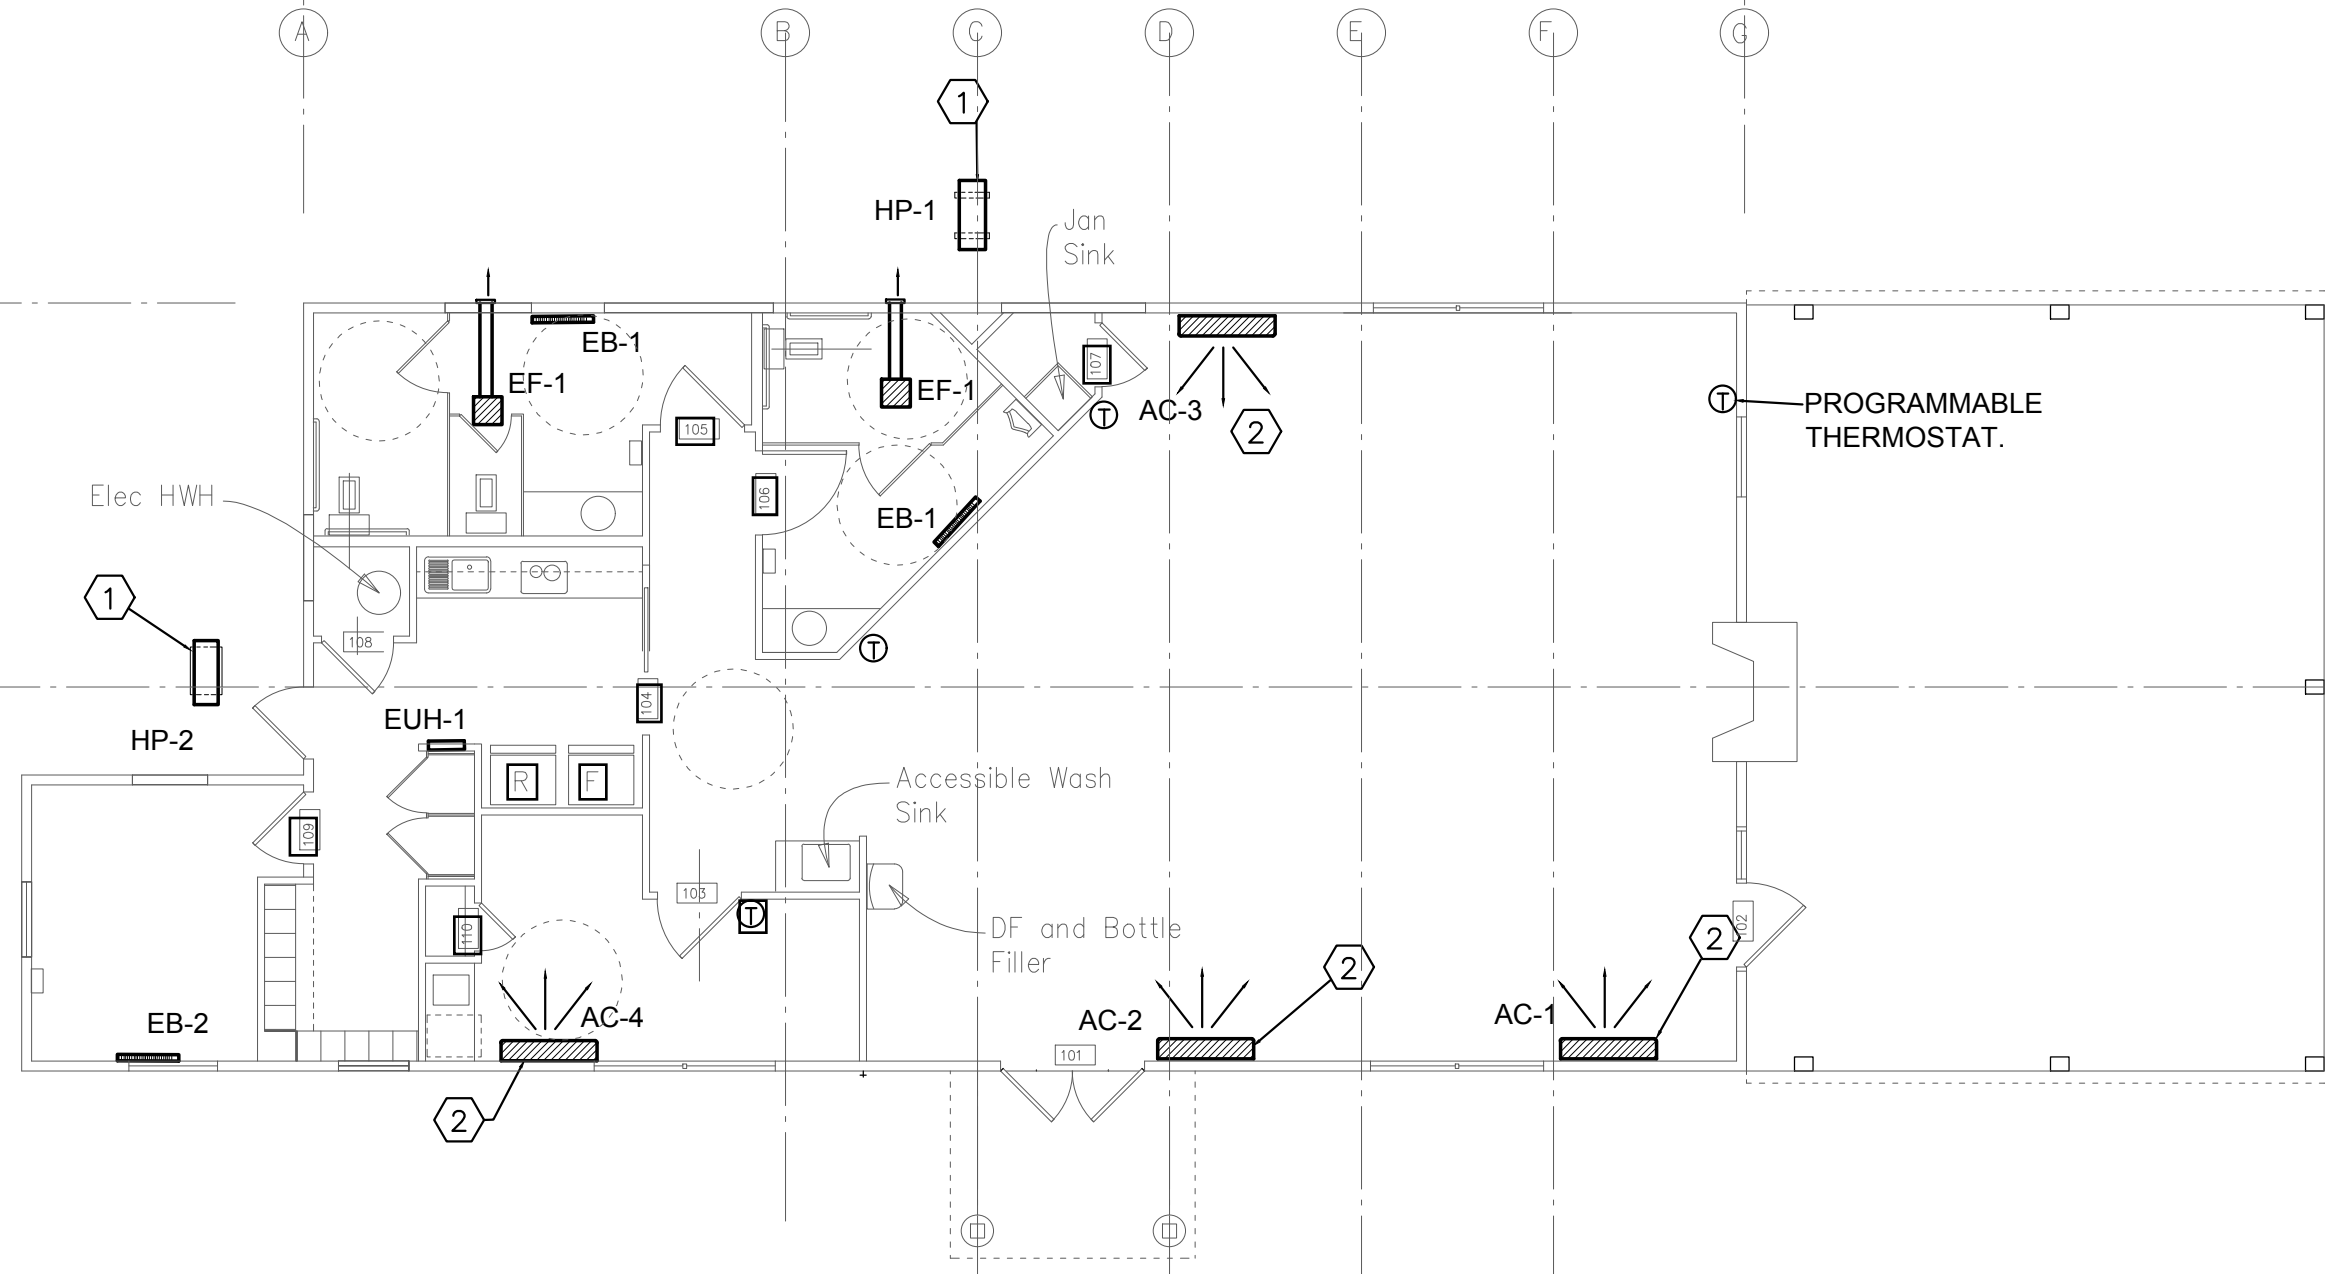 A
B
C
D
E
F
G
1
HP-1
Jan
Sink
EB-1
EF-1
EF-1
107
AC-3
2
T
T
PROGRAMMABLE
THERMOSTAT.
105
106
Elec HWH
EB-1
1
108
T
104
EUH-1
HP-2
R
F
Accessible Wash
Sink
109
103
T
110
DF and Bottle
Filler
102
2
2
EB-2
AC-4
AC-2
AC-1
101
2